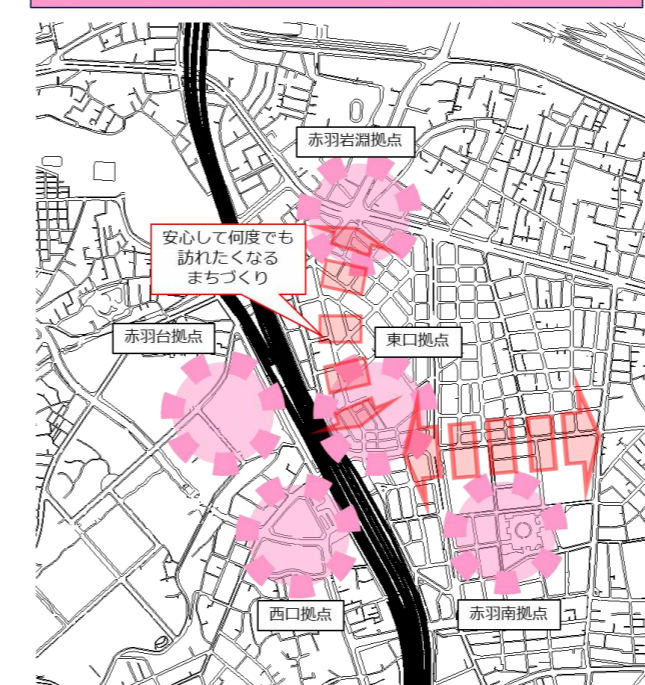 赤羽岩淵拠点
安心して何度でも
訪れたくなる
まちづくり
赤羽台拠点
東口拠点
西口拠点
赤羽南拠点